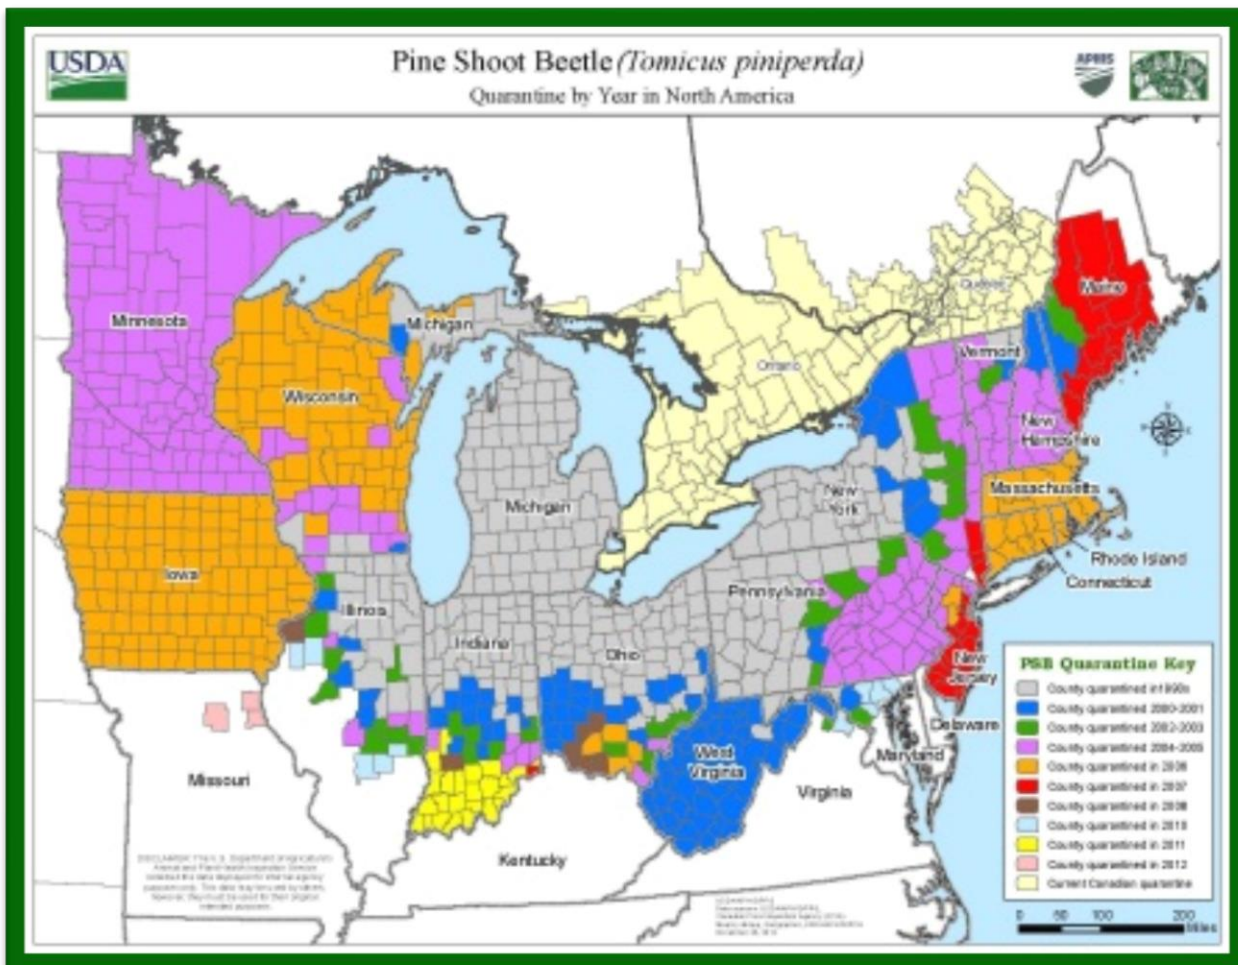 USDA
Pine Shoot Beetle (Tomicus piniperda)
APHIS
Quarantine by Year in North America
Minnesota
Wisconsin
Michigan
Michigan
Iowa
Illinois
Indiana
Ohio
Ontario
Quebec
Maine
Vermont
New
Hampshire
Massachusetts
New
York
Rhode Island
Connecticut
Pennsylvania
New
Jersey
Delaware
Maryland
West
Virginia
Virginia
Missouri
Kentucky
PSB Quarantine Key
County quarantined in 1990s
County quarantined 2000-2001
County quarantined 2002-2003
County quarantined 2004-2005
County quarantined in 2006
County quarantined in 2007
County quarantined in 2008
County quarantined in 2010
County quarantined in 2011
County quarantined in 2012
Current Canadian quarantine
0 50 100 200
Miles